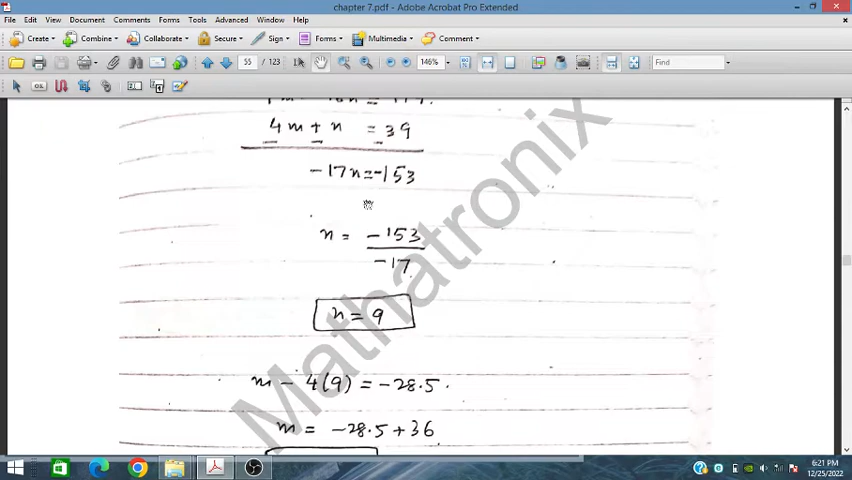 chapter 7.pdf - Adobe Acrobat Pro Extended
File Edit View Document Comments Forms Tools Advanced Window Help
Create Combine Collaborate Secure Sign Forms Multimedia Comment
55 / 123 146% Find
4m + n = 39
-17n = -153
n = -153
-17
n = 9
m - 4(9) = -28.5
m = -28.5 + 36
Mathatronix
6:21 PM
12/25/2022